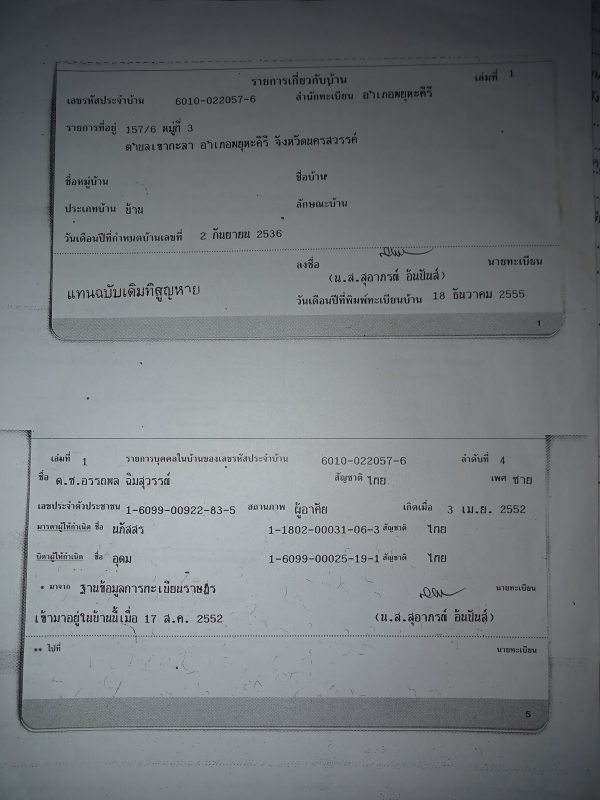 รายการเกี่ยวกับบ้าน เล่มที่ 1
เลขรหัสประจำบ้าน 6010-022057-6 สำนักทะเบียน อำเภอพยุหะคีรี
รายการที่อยู่ 157/6 หมู่ที่ 3
ตำบลเขากะลา อำเภอพยุหะคีรี จังหวัดนครสวรรค์
ชื่อหมู่บ้าน ชื่อบ้าน
ประเภทบ้าน บ้าน ลักษณะบ้าน
วันเดือนปีที่กำหนดบ้านเลขที่ 2 กันยายน 2536
ลงชื่อ นายทะเบียน
(น.ส.สุอาภรณ์ อ้นปันส์)
แทนฉบับเดิมที่สูญหาย วันเดือนปีที่พิมพ์ทะเบียนบ้าน 18 ธันวาคม 2555
1
เล่มที่ 1 รายการบุคคลในบ้านของเลขรหัสประจำบ้าน 6010-022057-6 ลำดับที่ 4
ชื่อ ด.ช.อรรถพล ฉิมสุวรรณ์ สัญชาติ ไทย เพศ ชาย
เลขประจำตัวประชาชน 1-6099-00922-83-5 สถานภาพ ผู้อาศัย เกิดเมื่อ 3 เม.ย. 2552
มารดาผู้ให้กำเนิด ชื่อ นภัสสร 1-1802-00031-06-3 สัญชาติ ไทย
บิดาผู้ให้กำเนิด ชื่อ อุดม 1-6099-00025-19-1 สัญชาติ ไทย
* มาจาก ฐานข้อมูลการทะเบียนราษฎร นายทะเบียน
เข้ามาอยู่ในบ้านนี้เมื่อ 17 ส.ค. 2552 (น.ส.สุอาภรณ์ อ้นปันส์)
** ไปที่ นายทะเบียน
5